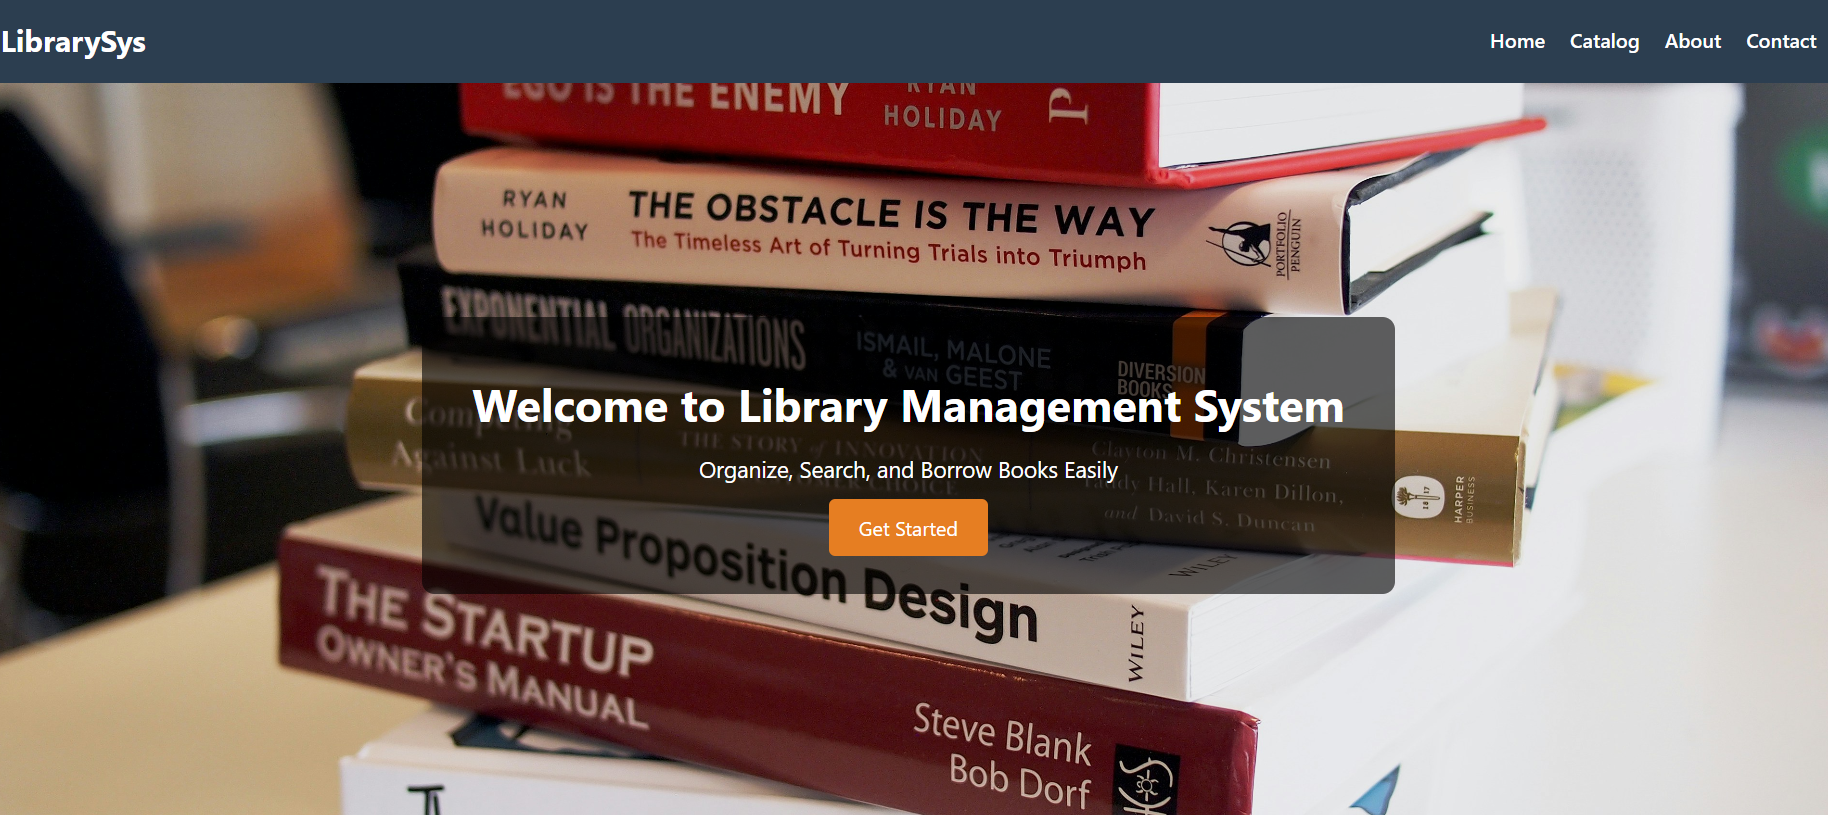 LibrarySys
Home Catalog About Contact
EGO IS THE ENEMY
RYAN
HOLIDAY
P
RYAN
HOLIDAY
THE OBSTACLE IS THE WAY
The Timeless Art of Turning Trials into Triumph
PORTFOLIO
PENGUIN
EXPONENTIAL ORGANIZATIONS
ISMAIL, MALONE
& VAN GEEST
DIVERSION
BOOKS
Welcome to Library Management System
Competing
Against Luck
THE STORY of INNOVATION
CHOICE
Clayton M. Christensen
Hall, Karen Dillon,
and David S. Duncan
HARPER
BUSINESS
1817
Organize, Search, and Borrow Books Easily
Get Started
Value Proposition Design
WILEY
WILEY
THE STARTUP
OWNER'S MANUAL
Steve Blank
Bob Dorf